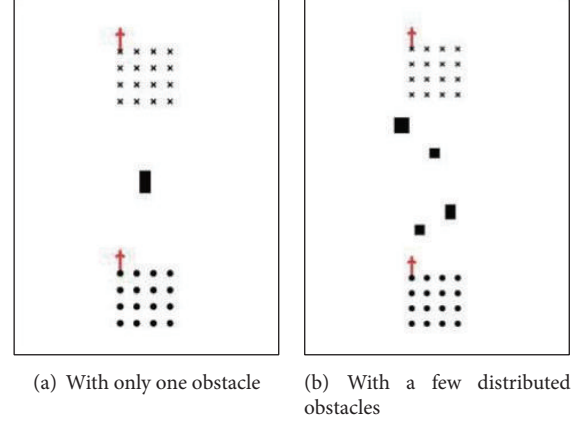 (a) With only one obstacle
(b) With a few distributed
obstacles